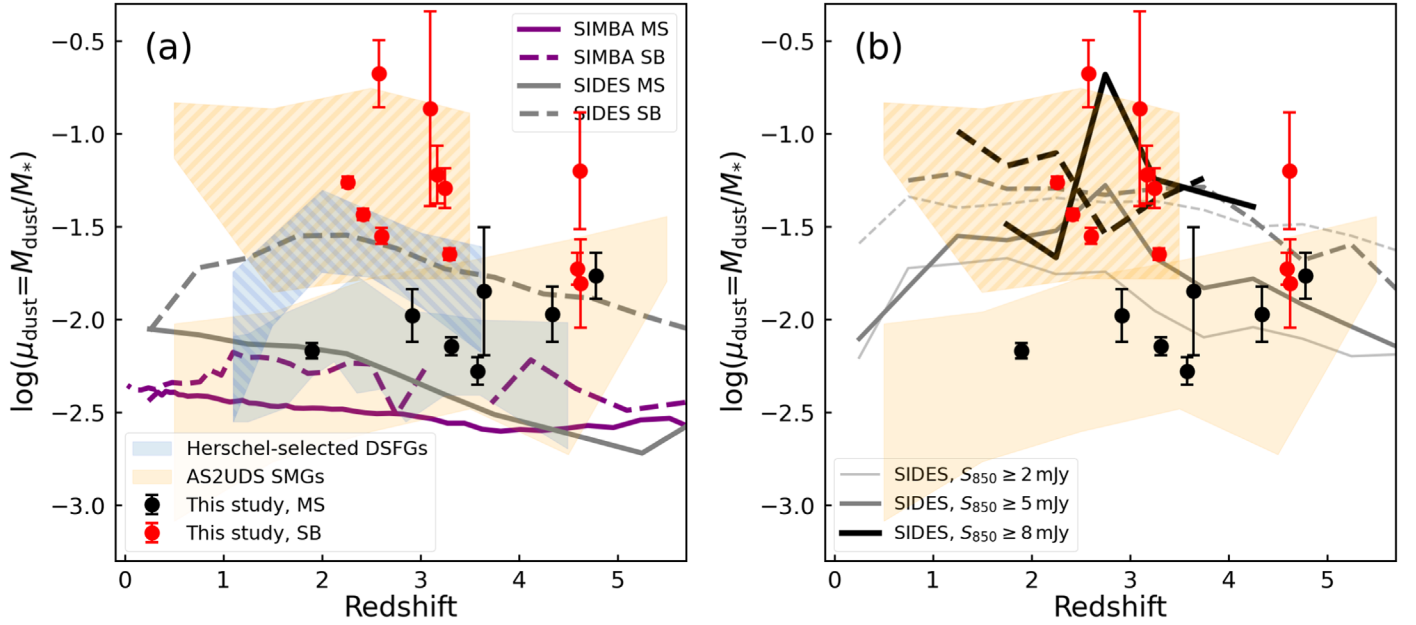 (a)
SIMBA MS
SIMBA SB
SIDES MS
SIDES SB
−0.5
−1.0
−1.5
−2.0
−2.5
−3.0
log(μdust=Mdust/M*)
Herschel-selected DSFGs
AS2UDS SMGs
This study, MS
This study, SB
0 1 2 3 4 5
Redshift
(b)
−0.5
−1.0
−1.5
−2.0
−2.5
−3.0
log(μdust=Mdust/M*)
SIDES, S850 ≥ 2 mJy
SIDES, S850 ≥ 5 mJy
SIDES, S850 ≥ 8 mJy
0 1 2 3 4 5
Redshift